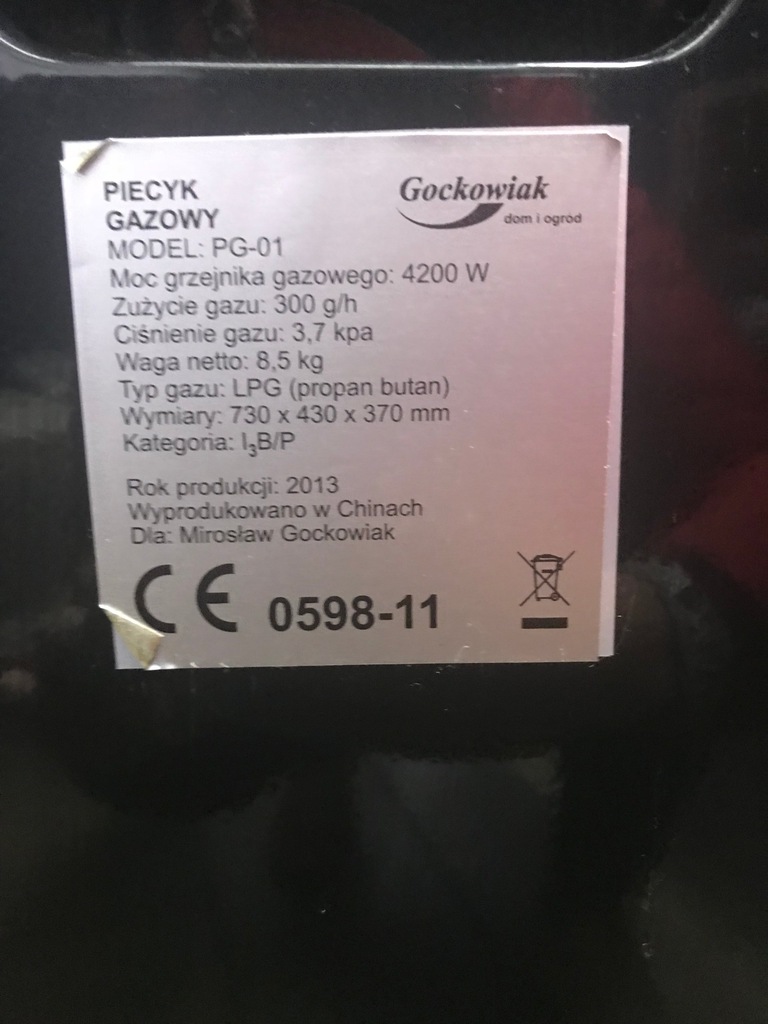 PIECYK
GAZOWY
Gockowiak
dom i ogród
MODEL: PG-01
Moc grzejnika gazowego: 4200 W
Zużycie gazu: 300 g/h
Ciśnienie gazu: 3,7 kpa
Waga netto: 8,5 kg
Typ gazu: LPG (propan butan)
Wymiary: 730 x 430 x 370 mm
Kategoria: I₃B/P
Rok produkcji: 2013
Wyprodukowano w Chinach
Dla: Mirosław Gockowiak
CE 0598-11